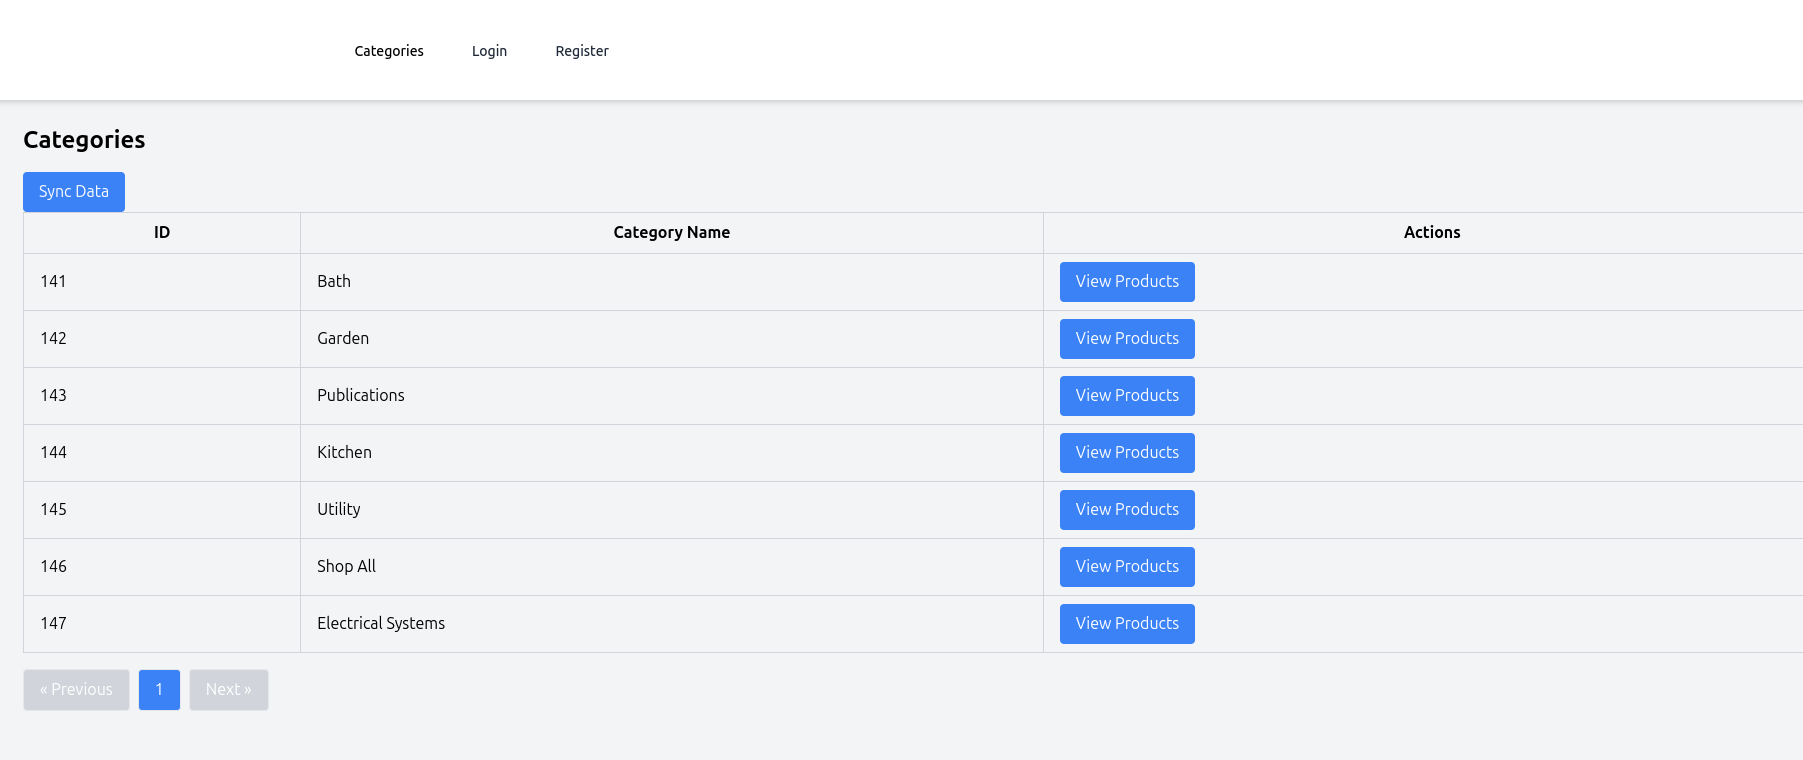 Categories Login Register
Categories
Sync Data
ID Category Name Actions
141 Bath View Products
142 Garden View Products
143 Publications View Products
144 Kitchen View Products
145 Utility View Products
146 Shop All View Products
147 Electrical Systems View Products
« Previous 1 Next »